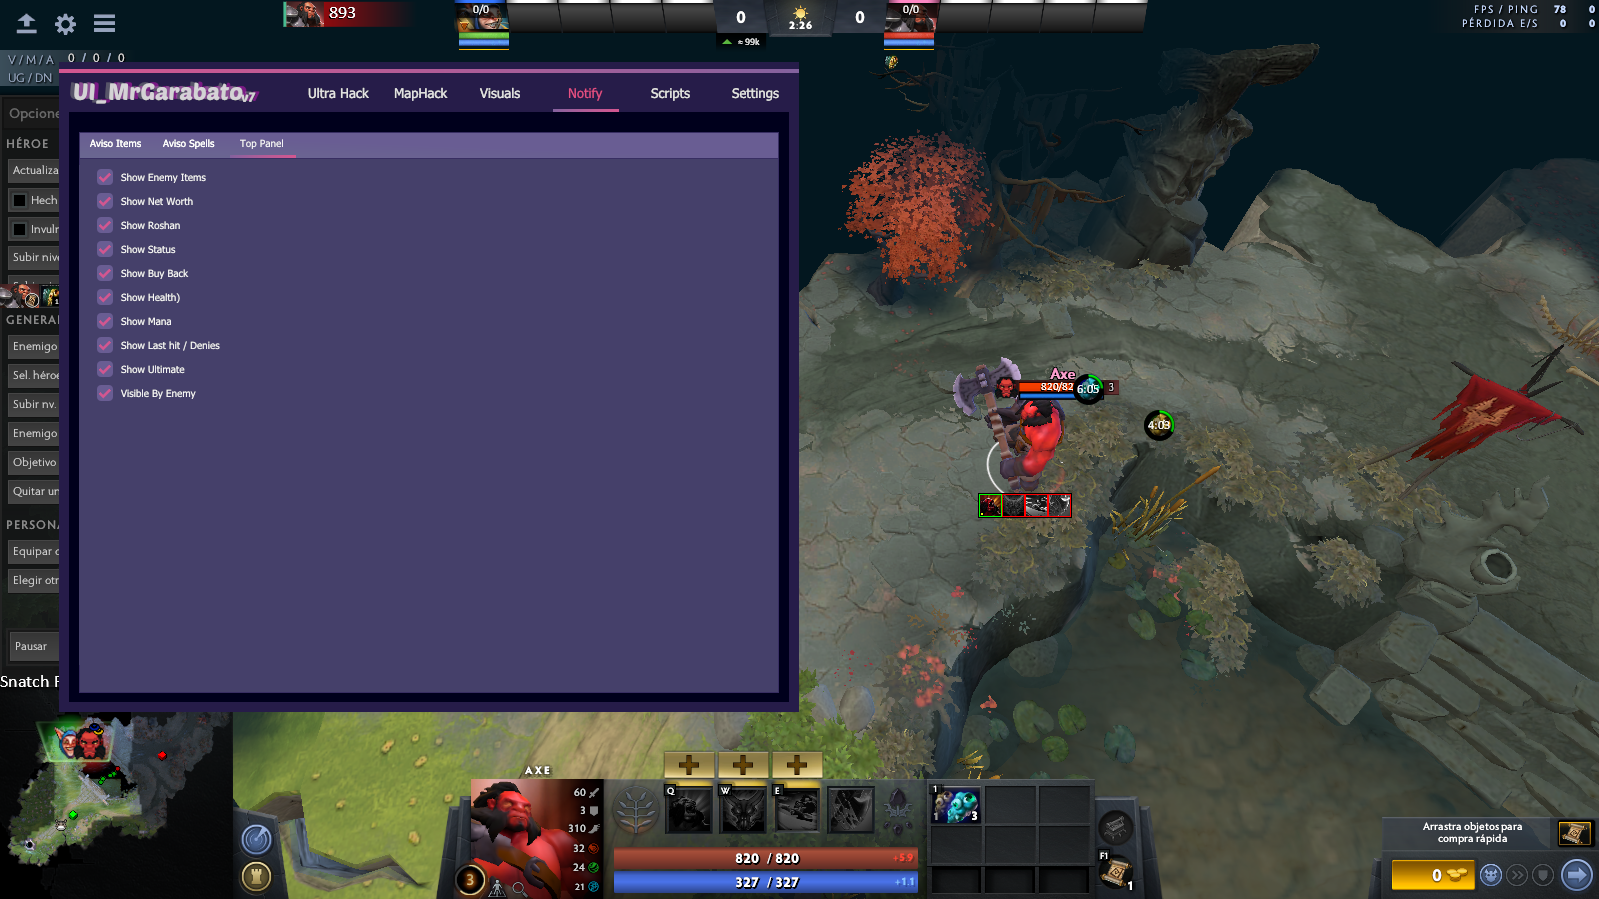 893
0/0
0
2:26
0
0/0
≈ 99k
FPS / PING 78 0
PÉRDIDA E/S 0 0
V / M / A 0 / 0 / 0
UG / DN
UI_MrGarabato v7
Ultra Hack MapHack Visuals Notify Scripts Settings
Opcione
Aviso Items Aviso Spells Top Panel
HÉROE
Actualiza
Hech
Invulr
Subir nive
GENERA
Enemigo
Sel. héroe
Subir nv.
Enemigo
Objetivo
Quitar un
PERSONA
Equipar o
Elegir otr
Pausar
Snatch F
Show Enemy Items
Show Net Worth
Show Roshan
Show Status
Show Buy Back
Show Health)
Show Mana
Show Last hit / Denies
Show Ultimate
Visible By Enemy
Axe
820/82
6:05
3
4:03
AXE
60
3
310
32
24
21
3
Q
W
E
820 / 820
+5.9
327 / 327
+1.1
1
1 3
F1
1
Arrastra objetos para
compra rápida
0